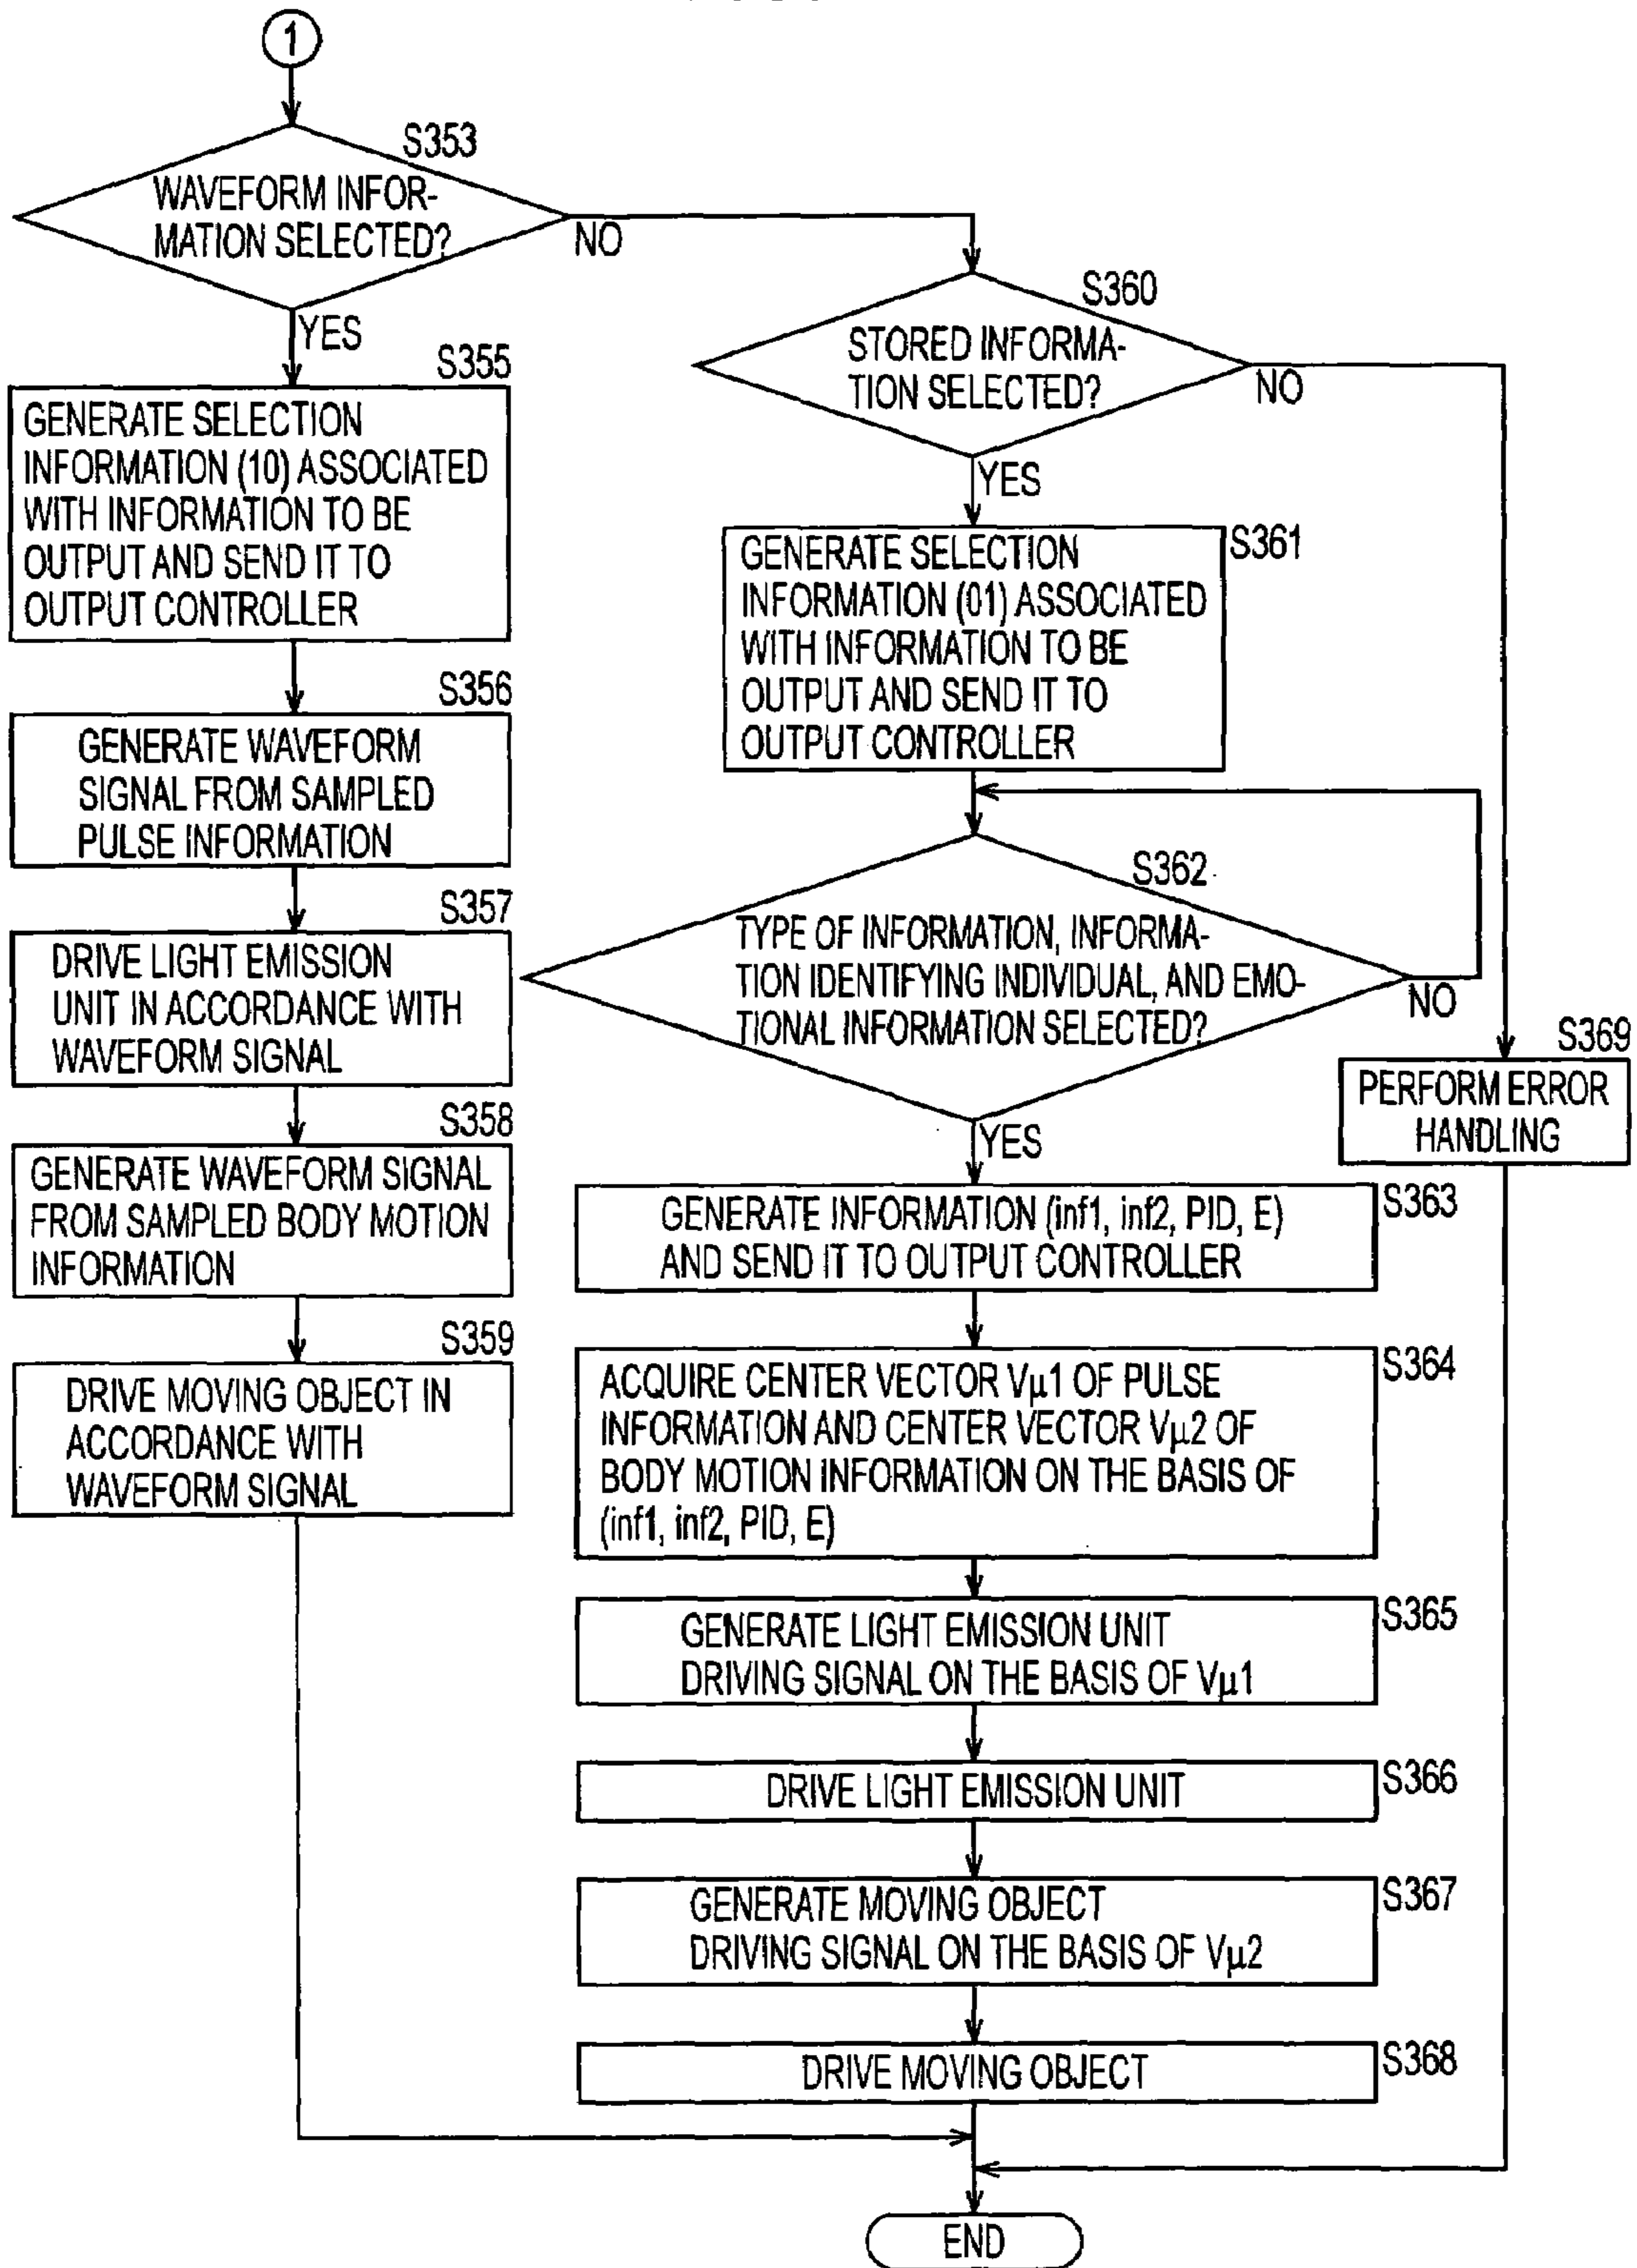 1
S353
WAVEFORM INFOR-
MATION SELECTED?
NO
YES
S355
GENERATE SELECTION
INFORMATION (10) ASSOCIATED
WITH INFORMATION TO BE
OUTPUT AND SEND IT TO
OUTPUT CONTROLLER
S356
GENERATE WAVEFORM
SIGNAL FROM SAMPLED
PULSE INFORMATION
S357
DRIVE LIGHT EMISSION
UNIT IN ACCORDANCE WITH
WAVEFORM SIGNAL
S358
GENERATE WAVEFORM SIGNAL
FROM SAMPLED BODY MOTION
INFORMATION
S359
DRIVE MOVING OBJECT IN
ACCORDANCE WITH
WAVEFORM SIGNAL
S360
STORED INFORMA-
TION SELECTED?
NO
YES
S361
GENERATE SELECTION
INFORMATION (01) ASSOCIATED
WITH INFORMATION TO BE
OUTPUT AND SEND IT TO
OUTPUT CONTROLLER
S362
TYPE OF INFORMATION, INFORMA-
TION IDENTIFYING INDIVIDUAL, AND EMO-
TIONAL INFORMATION SELECTED?
NO
YES
S363
GENERATE INFORMATION (inf1, inf2, PID, E)
AND SEND IT TO OUTPUT CONTROLLER
S364
ACQUIRE CENTER VECTOR Vμ1 OF PULSE
INFORMATION AND CENTER VECTOR Vμ2 OF
BODY MOTION INFORMATION ON THE BASIS OF
(inf1, inf2, PID, E)
S365
GENERATE LIGHT EMISSION UNIT
DRIVING SIGNAL ON THE BASIS OF Vμ1
S366
DRIVE LIGHT EMISSION UNIT
S367
GENERATE MOVING OBJECT
DRIVING SIGNAL ON THE BASIS OF Vμ2
S368
DRIVE MOVING OBJECT
S369
PERFORM ERROR
HANDLING
END